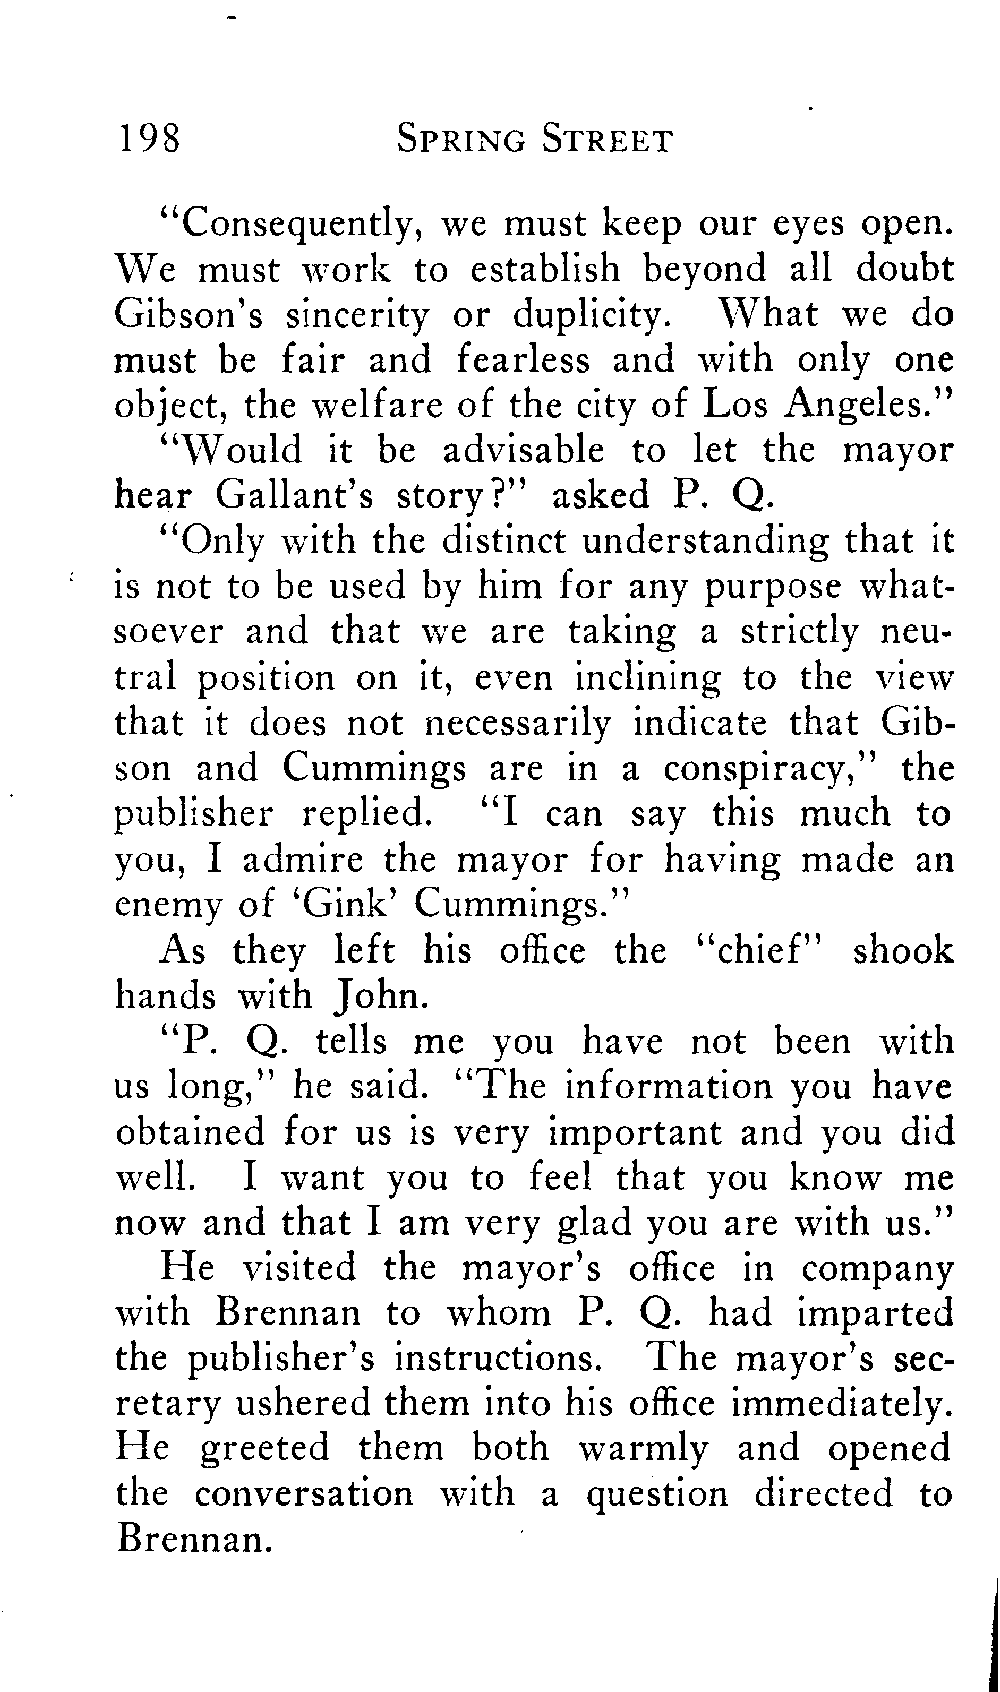 198 SPRING STREET
"Consequently, we must keep our eyes open.
We must work to establish beyond all doubt
Gibson's sincerity or duplicity. What we do
must be fair and fearless and with only one
object, the welfare of the city of Los Angeles."
"Would it be advisable to let the mayor
hear Gallant's story?" asked P. Q.
"Only with the distinct understanding that it
is not to be used by him for any purpose what-
soever and that we are taking a strictly neu-
tral position on it, even inclining to the view
that it does not necessarily indicate that Gib-
son and Cummings are in a conspiracy," the
publisher replied. "I can say this much to
you, I admire the mayor for having made an
enemy of 'Gink' Cummings."
As they left his office the "chief" shook
hands with John.
"P. Q. tells me you have not been with
us long," he said. "The information you have
obtained for us is very important and you did
well. I want you to feel that you know me
now and that I am very glad you are with us."
He visited the mayor's office in company
with Brennan to whom P. Q. had imparted
the publisher's instructions. The mayor's sec-
retary ushered them into his office immediately.
He greeted them both warmly and opened
the conversation with a question directed to
Brennan.